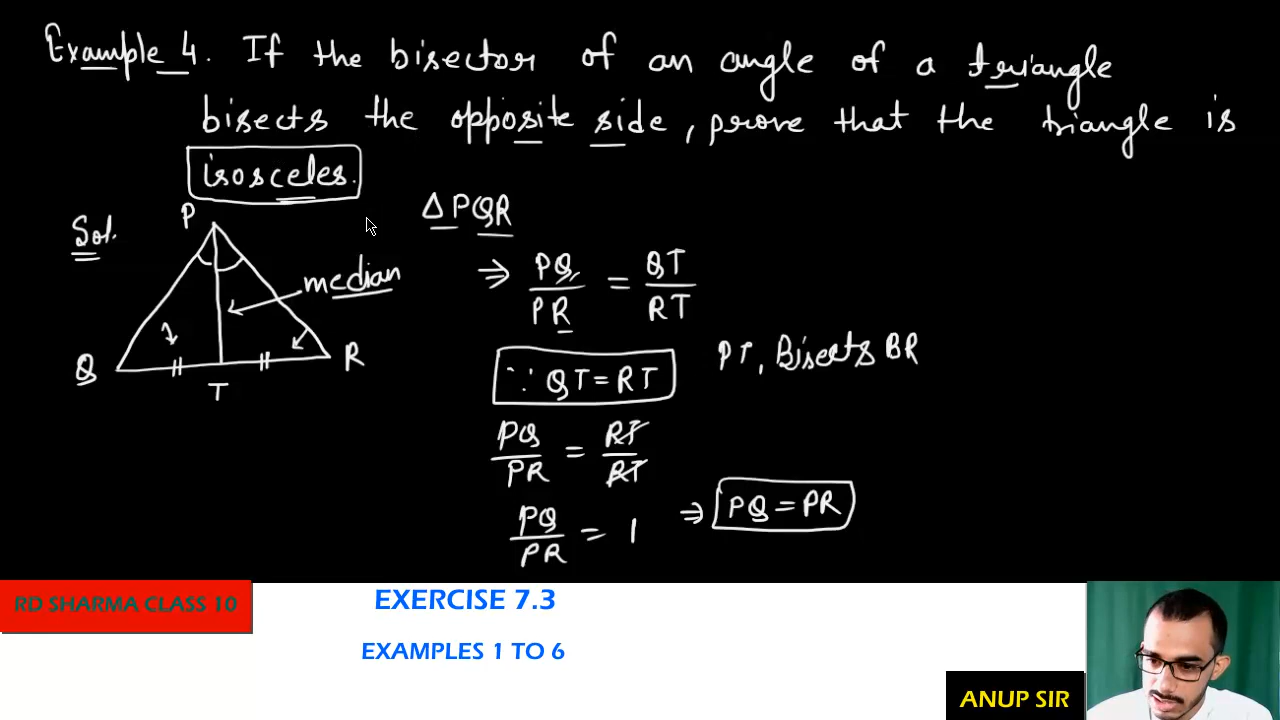 Example 4. If the bisector of an angle of a triangle
bisects the opposite side, prove that the triangle is
isosceles.
Sol.
P
median
Q
T
R
Δ PQR
⇒ PQ/PR = QT/RT
∵ QT = RT
PT, Bisects BR
PQ/PR = RT/RT
PQ/PR = 1
⇒ PQ = PR
RD SHARMA CLASS 10
EXERCISE 7.3
EXAMPLES 1 TO 6
ANUP SIR